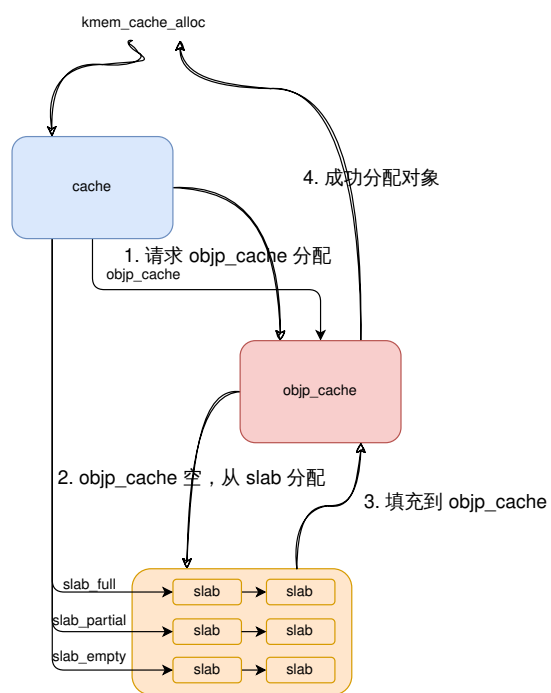 kmem_cache_alloc
cache
4. 成功分配对象
1. 请求 objp_cache 分配
objp_cache
objp_cache
2. objp_cache 空，从 slab 分配
3. 填充到 objp_cache
slab_full
slab
slab
slab_partial
slab
slab
slab_empty
slab
slab